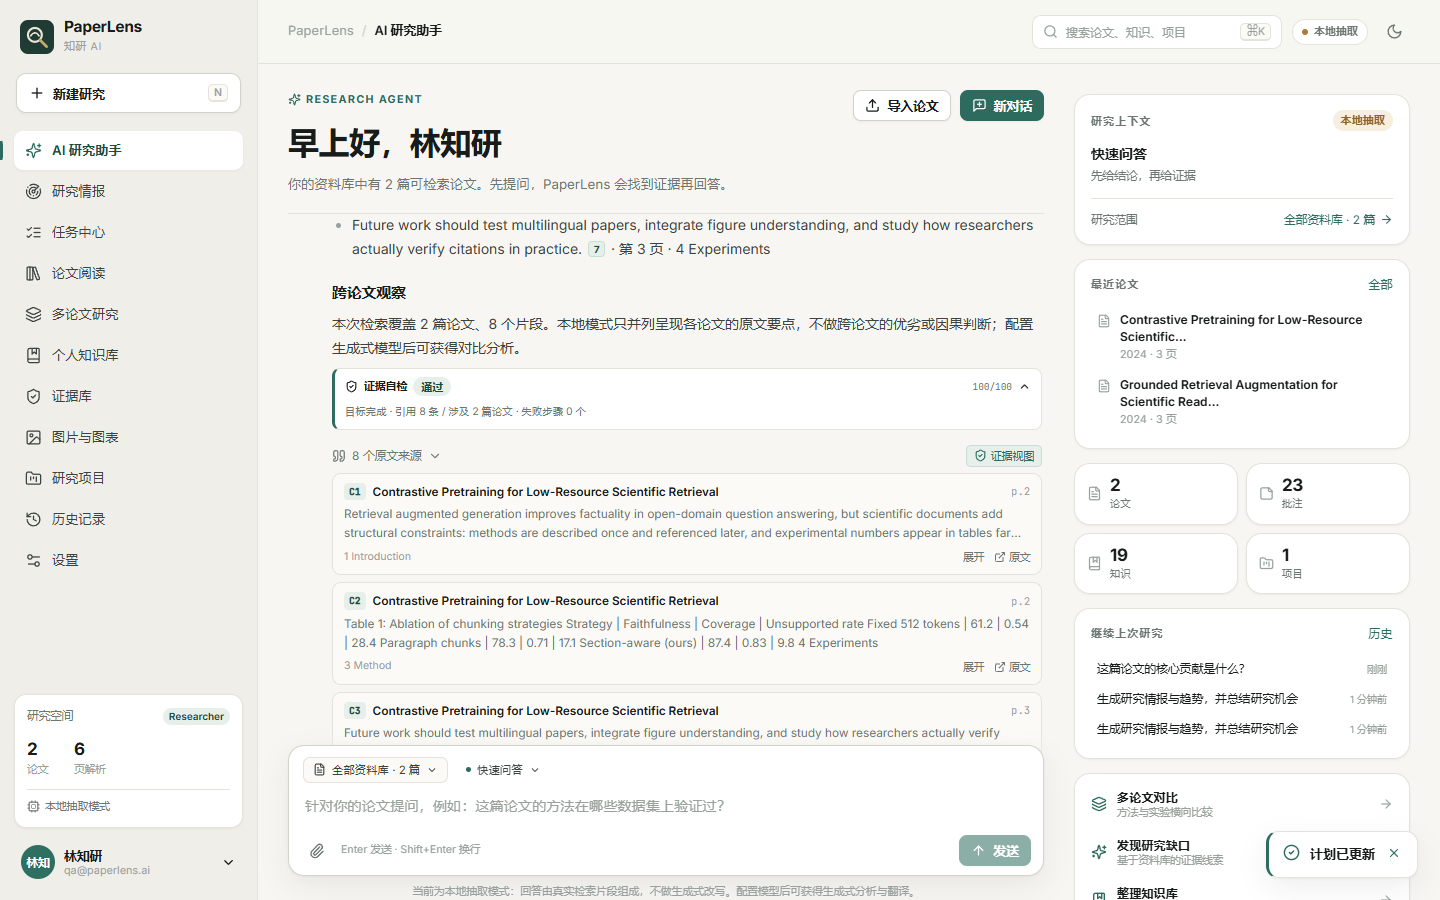 PaperLens
知研 AI
新建研究
N
AI 研究助手
研究情报
任务中心
论文阅读
多论文研究
个人知识库
证据库
图片与图表
研究项目
历史记录
设置
研究空间
Researcher
2
6
论文
页解析
本地抽取模式
林知
林知研
qa@paperlens.ai
PaperLens / AI 研究助手
搜索论文、知识、项目
⌘K
本地抽取
RESEARCH AGENT
早上好，林知研
你的资料库中有 2 篇可检索论文。先提问，PaperLens 会找到证据再回答。
导入论文
新对话
Future work should test multilingual papers, integrate figure understanding, and study how researchers
actually verify citations in practice. 7 · 第 3 页 · 4 Experiments
跨论文观察
本次检索覆盖 2 篇论文、8 个片段。本地模式只并列呈现各论文的原文要点，不做跨论文的优劣或因果判断；配置
生成式模型后可获得对比分析。
证据自检 通过
100/100
目标完成 · 引用 8 条 / 涉及 2 篇论文 · 失败步骤 0 个
8 个原文来源
证据视图
C1 Contrastive Pretraining for Low-Resource Scientific Retrieval p.2
Retrieval augmented generation improves factuality in open-domain question answering, but scientific documents add
structural constraints: methods are described once and referenced later, and experimental numbers appear in tables far...
1 Introduction
展开 原文
C2 Contrastive Pretraining for Low-Resource Scientific Retrieval p.2
Table 1: Ablation of chunking strategies Strategy | Faithfulness | Coverage | Unsupported rate Fixed 512 tokens | 61.2 | 0.54
| 28.4 Paragraph chunks | 78.3 | 0.71 | 17.1 Section-aware (ours) | 87.4 | 0.83 | 9.8 4 Experiments
3 Method
展开 原文
C3 Contrastive Pretraining for Low-Resource Scientific Retrieval p.3
Future work should test multilingual papers, integrate figure understanding, and study how researchers actually verify
全部资料库 · 2 篇
快速问答
针对你的论文提问，例如：这篇论文的方法在哪些数据集上验证过？
Enter 发送 · Shift+Enter 换行
发送
当前为本地抽取模式：回答由真实检索片段组成，不做生成式改写。配置模型后可获得生成式分析与翻译。
研究上下文
本地抽取
快速问答
先给结论，再给证据
研究范围
全部资料库 · 2 篇
最近论文
全部
Contrastive Pretraining for Low-Resource
Scientific...
2024 · 3 页
Grounded Retrieval Augmentation for
Scientific Read...
2024 · 3 页
2
论文
23
批注
19
知识
1
项目
继续上次研究
历史
这篇论文的核心贡献是什么？
刚刚
生成研究情报与趋势，并总结研究机会
1 分钟前
生成研究情报与趋势，并总结研究机会
1 分钟前
多论文对比
方法与实验横向比较
发现研究缺口
基于资料库的证据线索
整理知识库
计划已更新